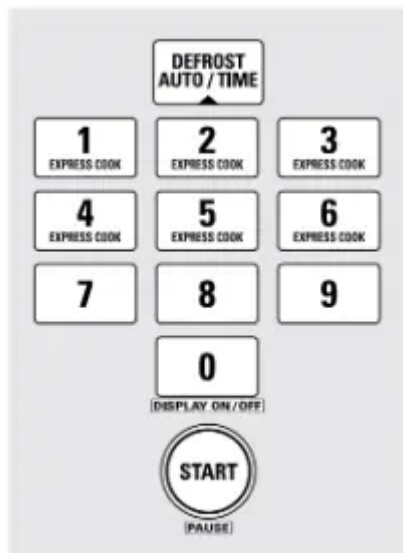 DEFROST
AUTO / TIME
1 2 3
EXPRESS COOK EXPRESS COOK EXPRESS COOK
4 5 6
EXPRESS COOK EXPRESS COOK EXPRESS COOK
7 8 9
0
[DISPLAY ON/OFF]
START
[PAUSE]